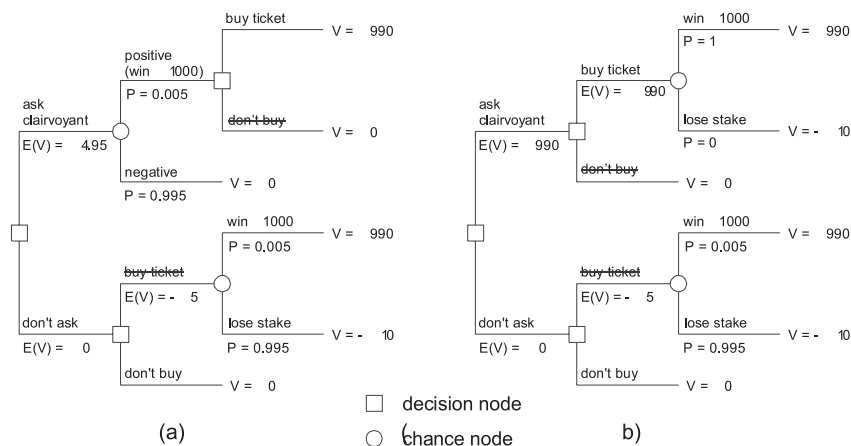 buy ticket
V = 990
positive
(win 1000)
P = 0.005
ask
clairvoyant
E(V) = 4.95
don't buy
V = 0
negative
P = 0.995
V = 0
win 1000
P = 0.005
V = 990
buy ticket
E(V) = - 5
don't ask
E(V) = 0
lose stake
P = 0.995
V = - 10
don't buy
V = 0
(a)
win 1000
P = 1
V = 990
buy ticket
E(V) = 990
ask
clairvoyant
E(V) = 990
lose stake
P = 0
V = - 10
don't buy
V = 0
win 1000
P = 0.005
V = 990
buy ticket
E(V) = - 5
don't ask
E(V) = 0
lose stake
P = 0.995
V = - 10
don't buy
V = 0
( b)
decision node
chance node